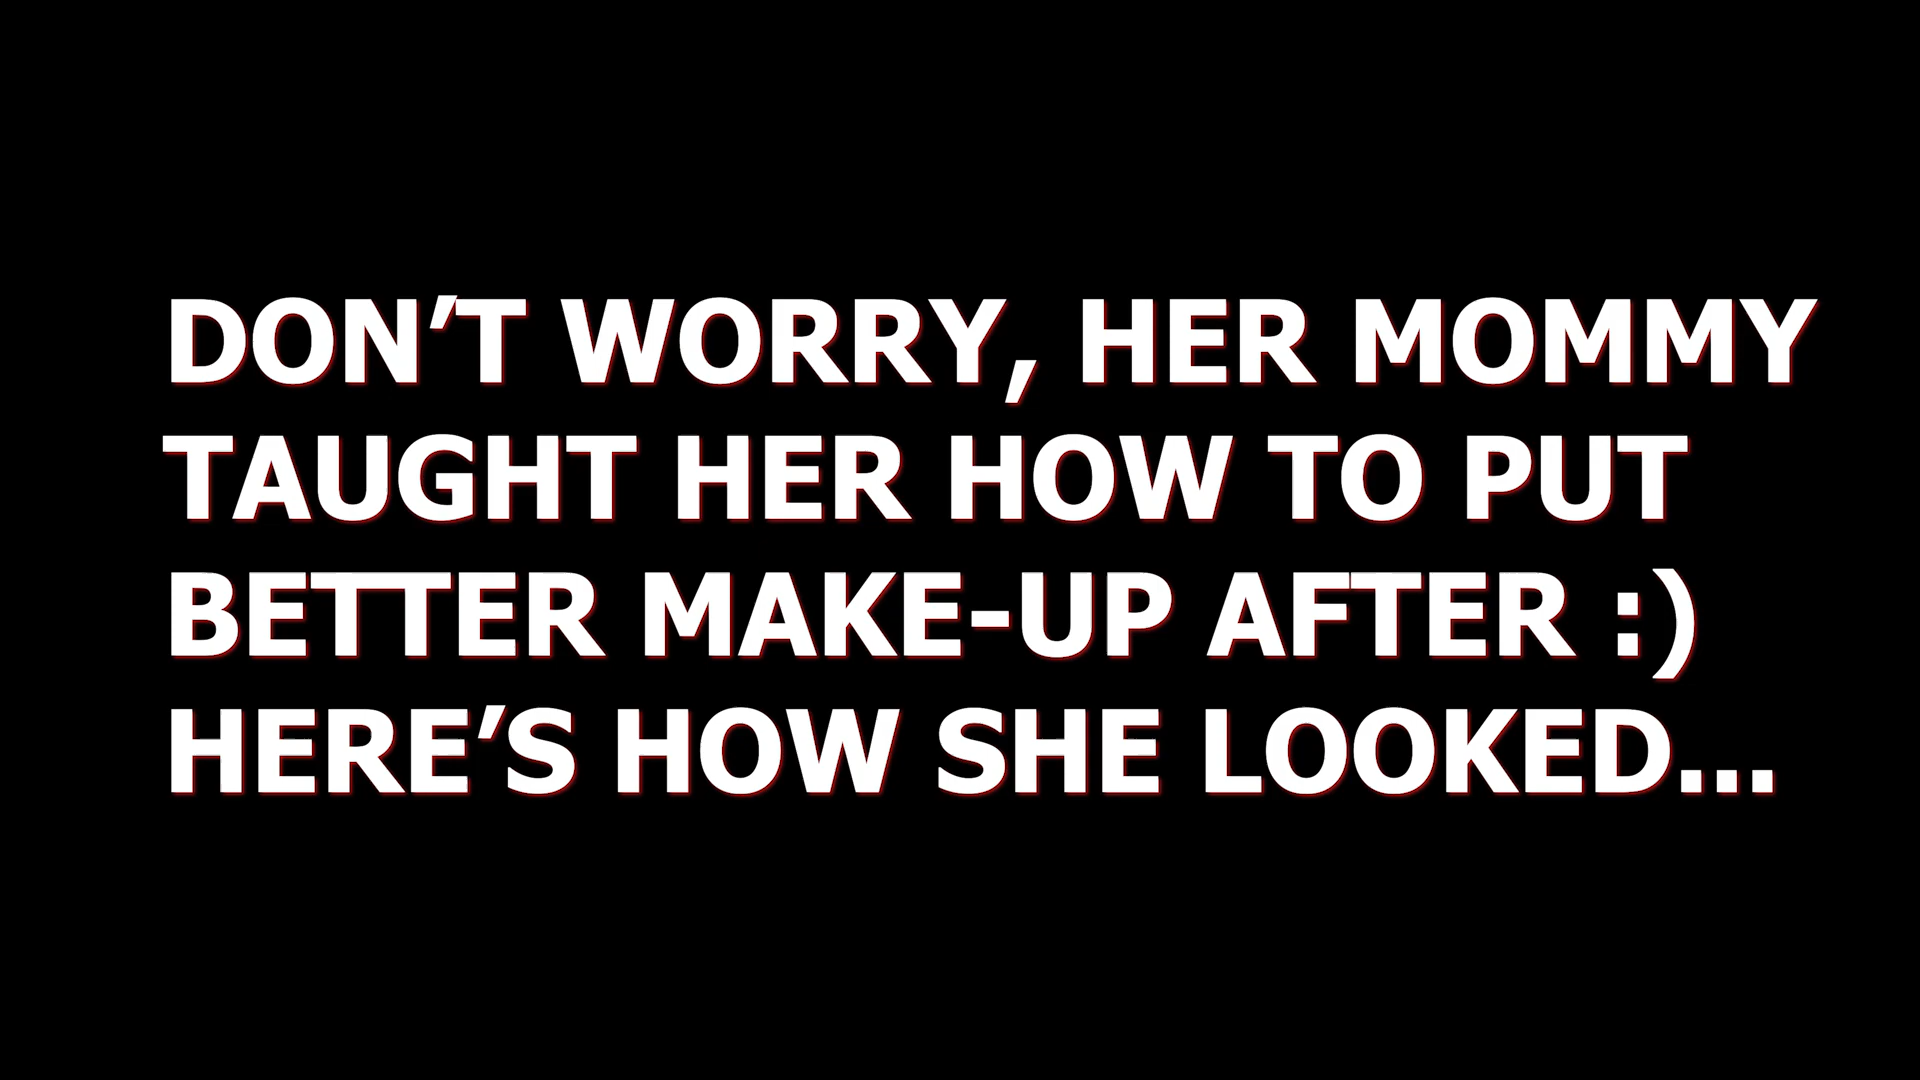 DON’T WORRY, HER MOMMY
TAUGHT HER HOW TO PUT
BETTER MAKE-UP AFTER :)
HERE’S HOW SHE LOOKED...